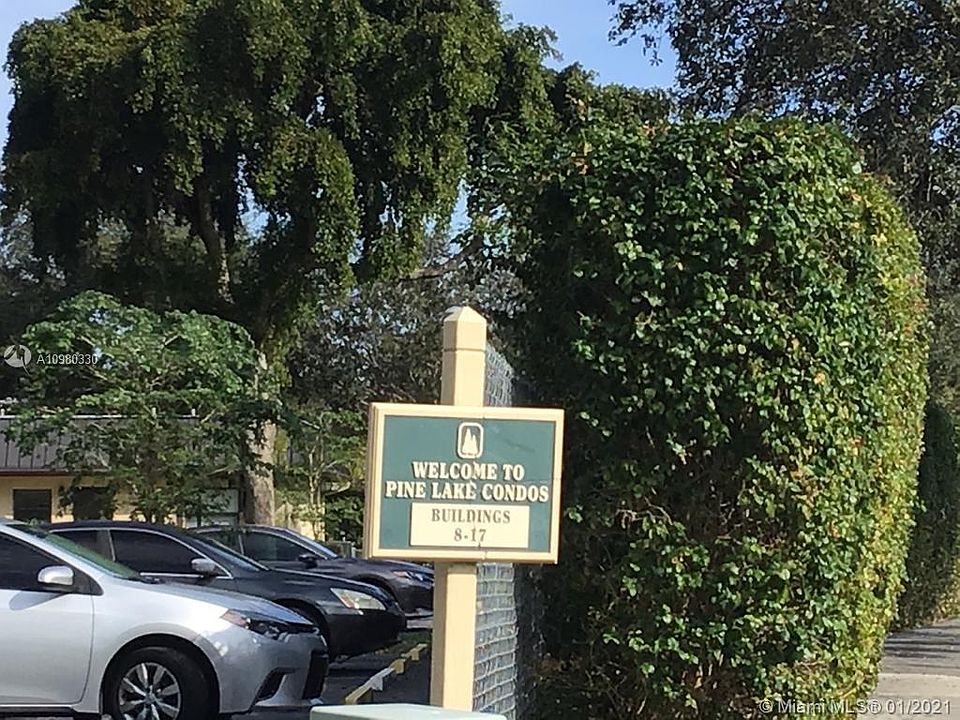 A10980330
WELCOME TO
PINE LAKE CONDOS
BUILDINGS
8-17
© Miami MLS® 01/2021